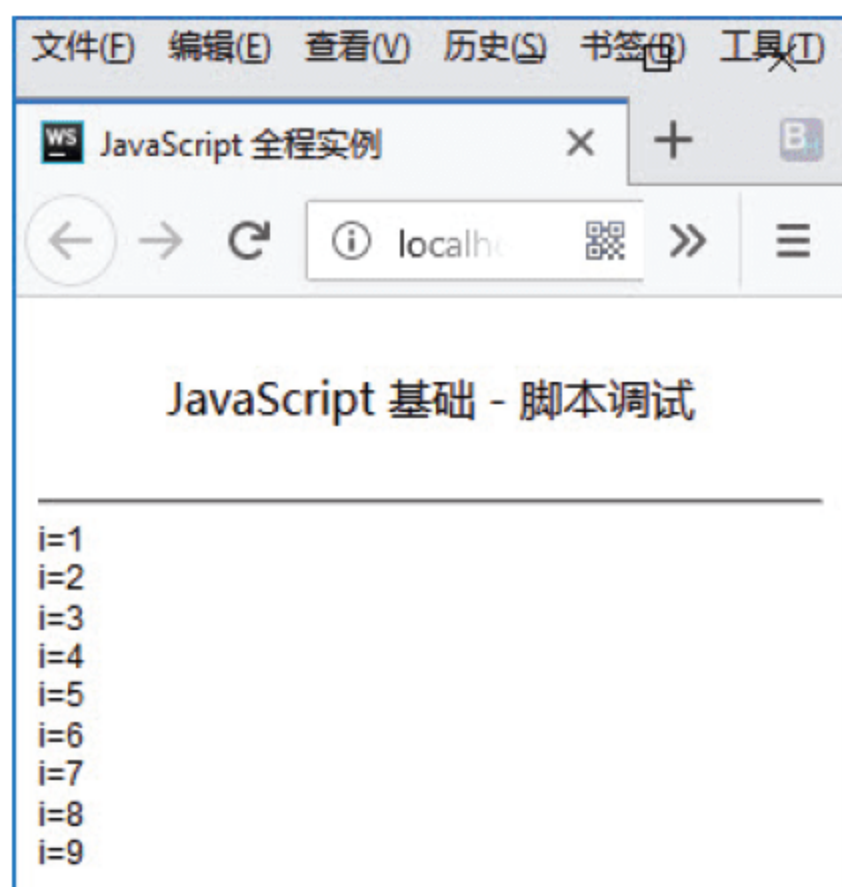 文件(F) 编辑(E) 查看(V) 历史(S) 书签(B) 工具(T)
WS JavaScript 全程实例
localh
JavaScript 基础 - 脚本调试
i=1
i=2
i=3
i=4
i=5
i=6
i=7
i=8
i=9